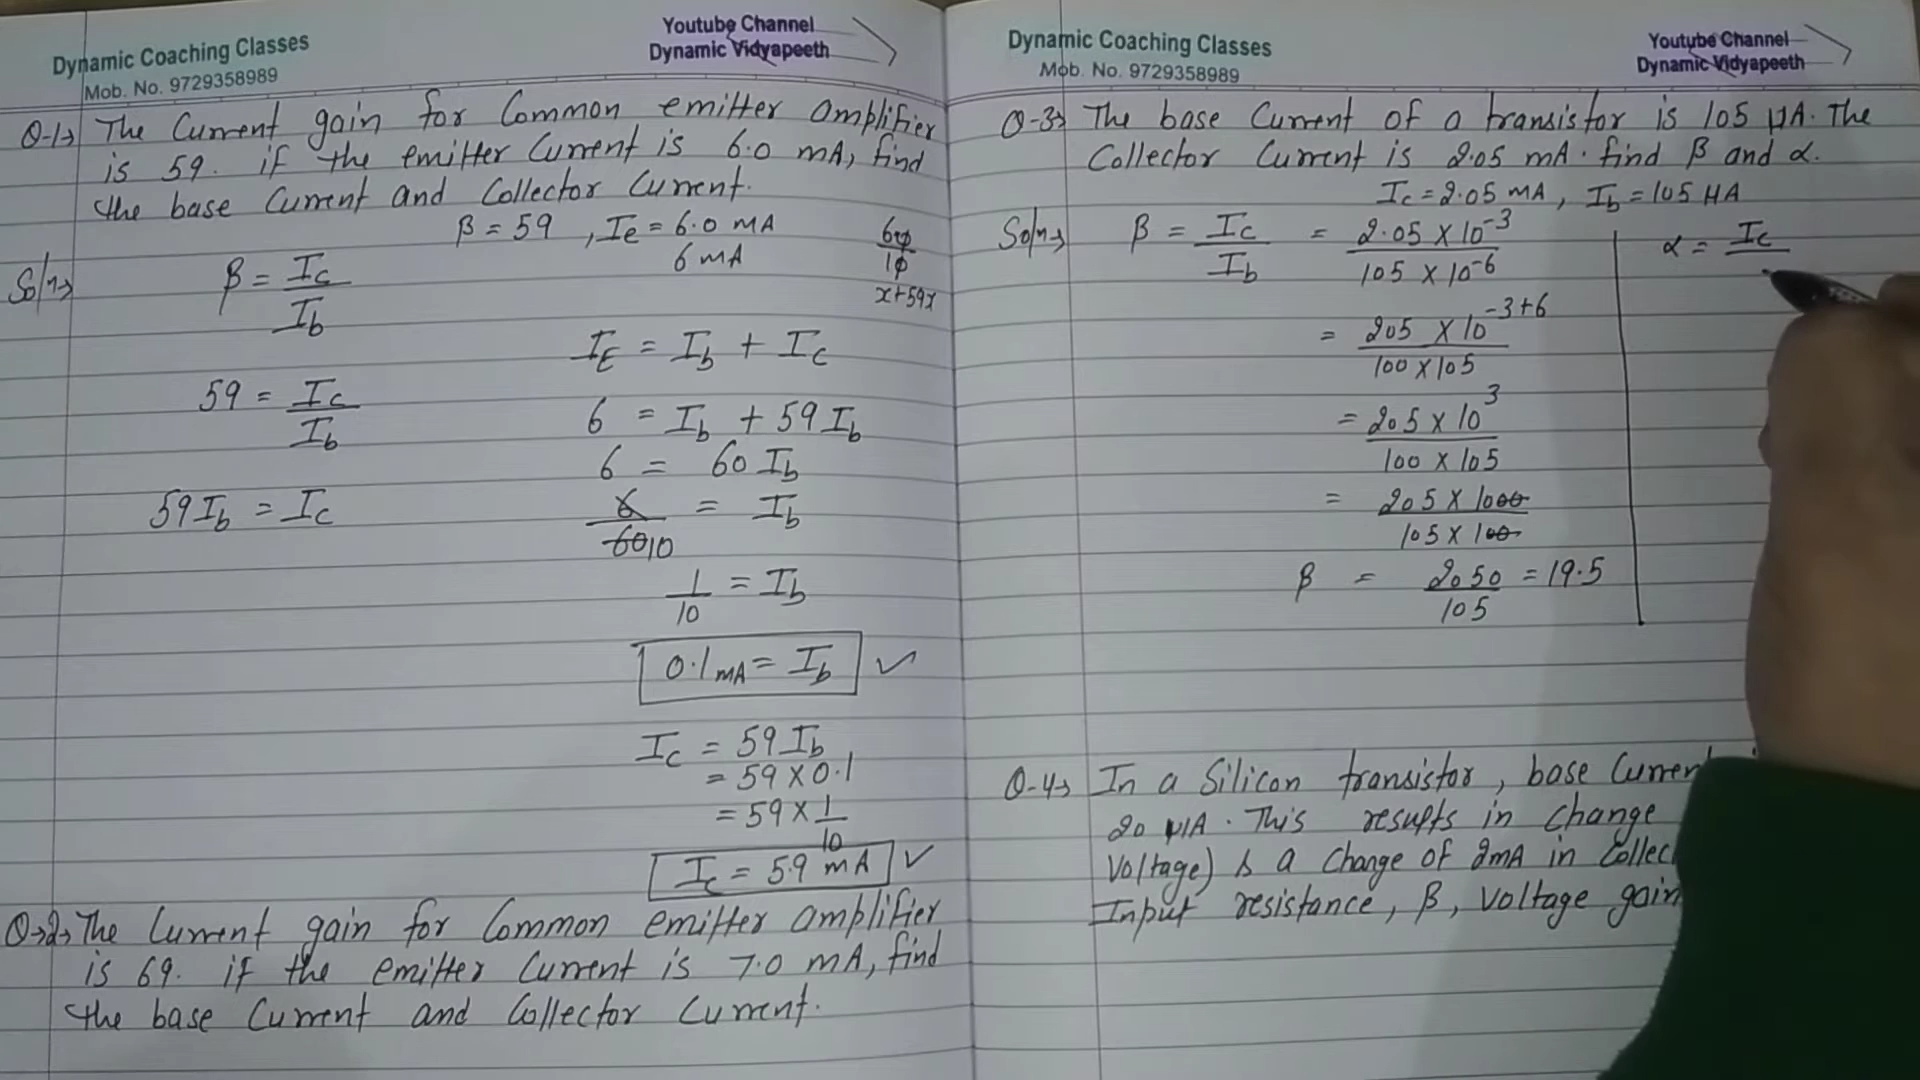 Dynamic Coaching Classes
Mob. No. 9729358989
Youtube Channel
Dynamic Vidyapeeth
Q-1→ The Current gain for Common emitter amplifier
is 59. if the emitter Current is 6.0 mA, find
the base Current and Collector Current.
β = 59 , Ie = 6.0 mA
6 mA
60/10
x+59x
Soln→ β = Ic/Ib
59 = Ic/Ib
59Ib = Ic
IE = Ib + Ic
6 = Ib + 59Ib
6 = 60 Ib
6/60 10 = Ib
1/10 = Ib
0.1 mA = Ib ✓
Ic = 59Ib
= 59 × 0.1
= 59 × 1/10
Ic = 5.9 mA ✓
Q→2→ The Current gain for Common emitter amplifier
is 69. if the emitter Current is 7.0 mA, find
the base Current and Collector Current.
Dynamic Coaching Classes
Mob. No. 9729358989
Youtube Channel
Dynamic Vidyapeeth
Q-3→ The base Current of a transistor is 105 μA. The
Collector Current is 2.05 mA. find β and α.
Ic = 2.05 mA, Ib = 105 μA
Soln→ β = Ic/Ib = 2.05 × 10^-3/105 × 10^-6
= 205 × 10^-3+6/100 × 105
= 205 × 10^3/100 × 105
= 205 × 1000/105 × 100
β = 2050/105 = 19.5
α = Ic
Q-4→ In a Silicon transistor, base Current
20 μA. This results in change
Voltage) & a Change of 2mA in
Input resistance, β, Voltage gain